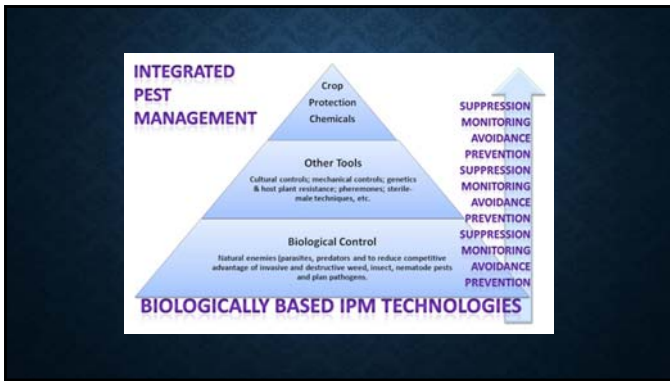 INTEGRATED
PEST
MANAGEMENT
Crop
Protection
Chemicals
Other Tools
Cultural controls; mechanical controls; genetics
& host plant resistance; pheremones; sterile-
male techniques, etc.
Biological Control
Natural enemies (parasites, predators and to reduce competitive
advantage of invasive and destructive weed, insect, nematode pests
and plan pathogens.
SUPPRESSION
MONITORING
AVOIDANCE
PREVENTION
SUPPRESSION
MONITORING
AVOIDANCE
PREVENTION
SUPPRESSION
MONITORING
AVOIDANCE
PREVENTION
BIOLOGICALLY BASED IPM TECHNOLOGIES